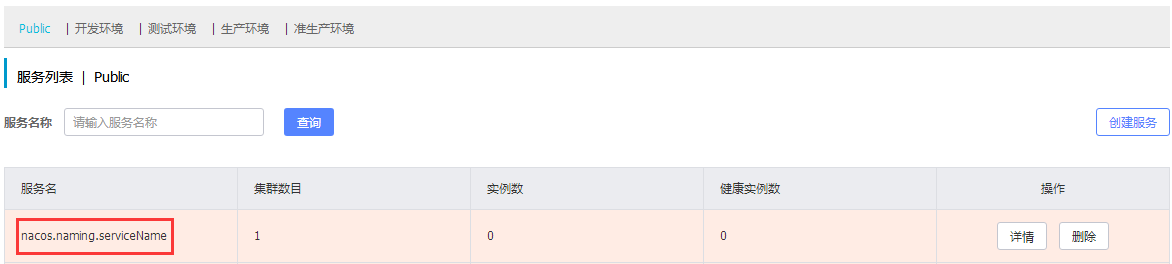 Public | 开发环境 | 测试环境 | 生产环境 | 准生产环境
服务列表 | Public
服务名称 请输入服务名称 查询 创建服务
服务名 集群数目 实例数 健康实例数 操作
nacos.naming.serviceName 1 0 0 详情 删除